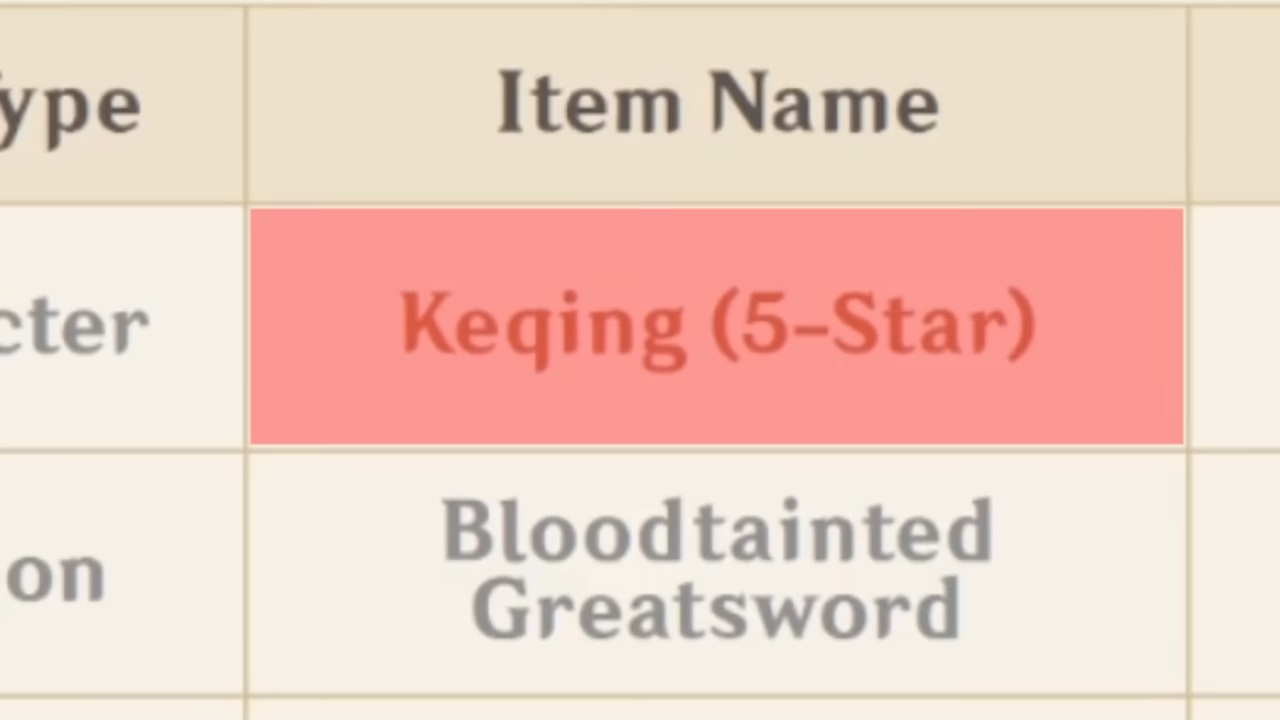 ype
Item Name
cter
Keqing (5-Star)
on
Bloodtainted
Greatsword